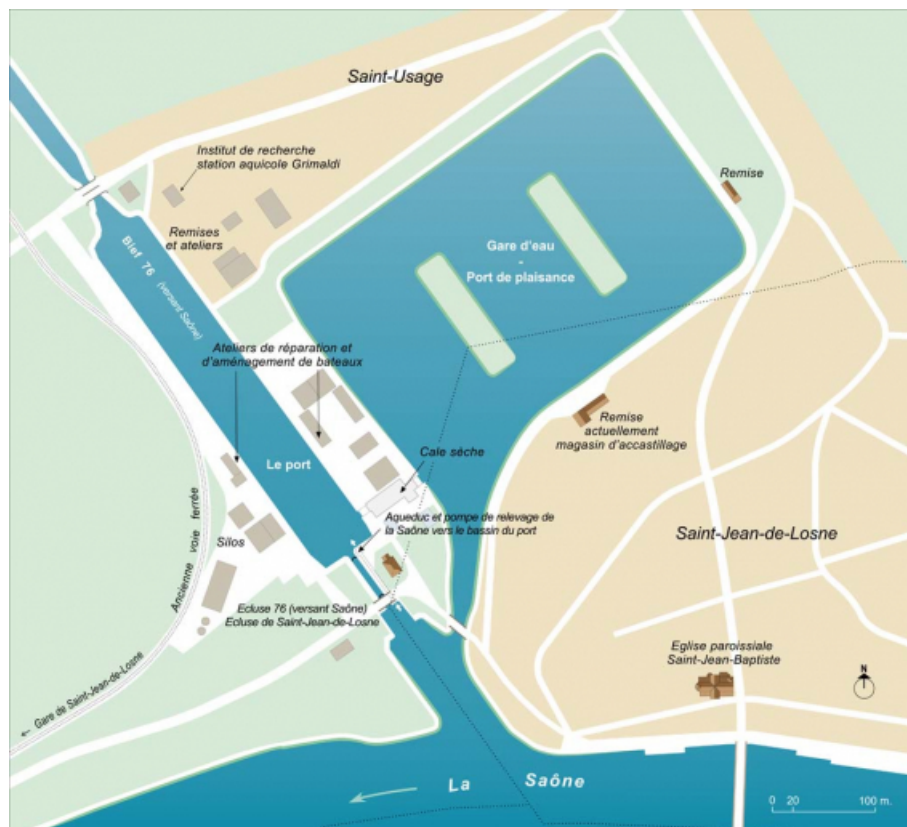 Saint-Usage
Institut de recherche
station aquicole Grimaldi
Remise
Remises
et ateliers
Bief 76
(versant Saône)
Gare d'eau
-
Port de plaisance
Ateliers de réparation et
d'aménagement de bateaux
Remise
actuellement
magasin d'accastillage
Cale sèche
Le port
Aqueduc et pompe de relevage de
la Saône vers le bassin du port
Saint-Jean-de-Losne
Silos
Ancienne voie ferrée
Ecluse 76 (versant Saône)
Ecluse de Saint-Jean-de-Losne
Eglise paroissiale
Saint-Jean-Baptiste
N
← Gare de Saint-Jean-de-Losne
La Saône
0 20 100 m.